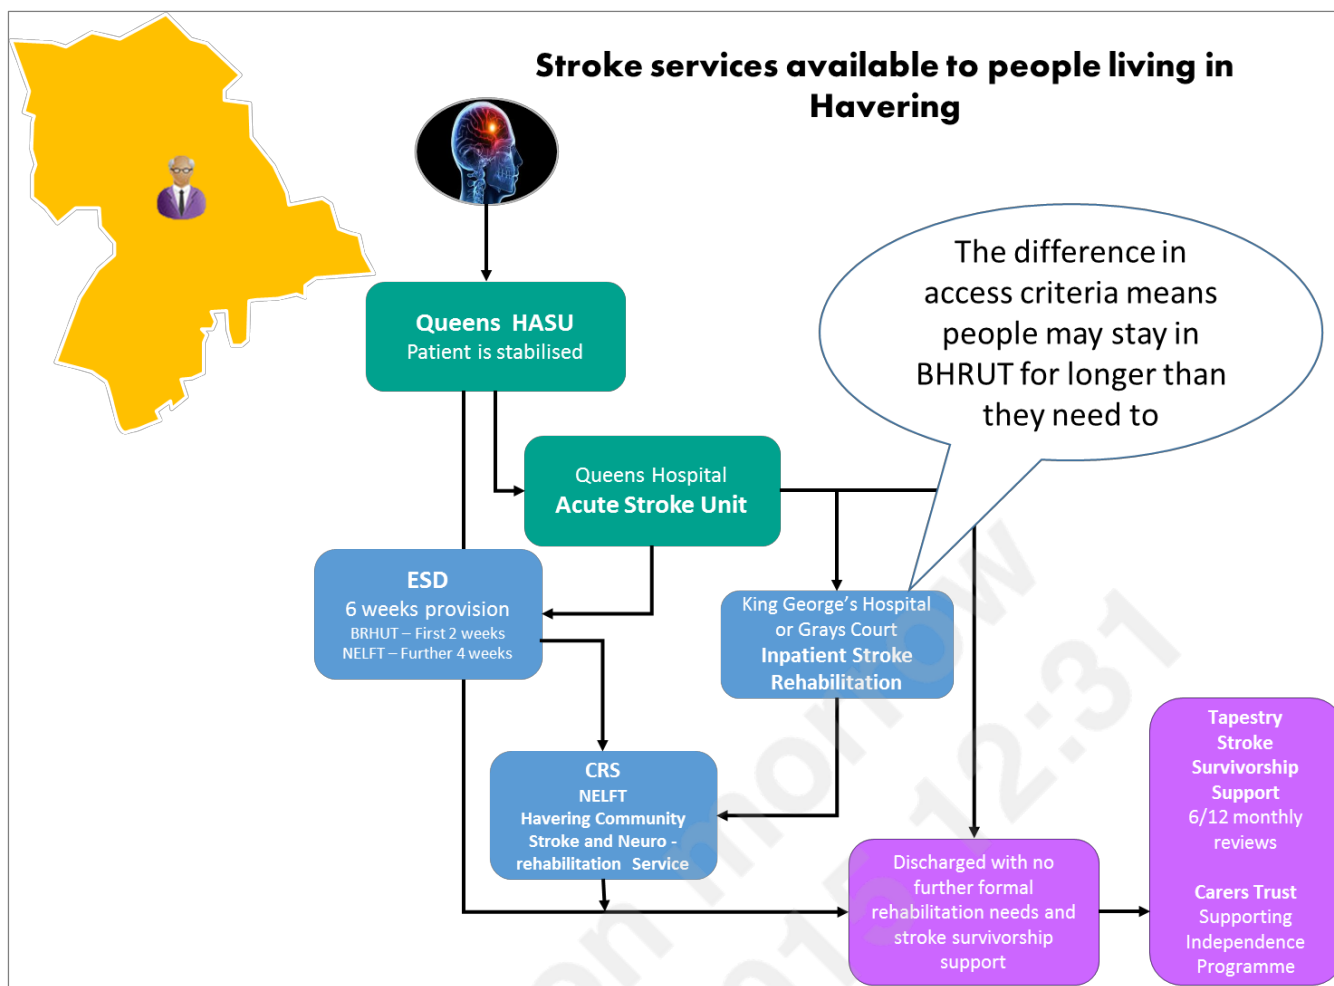 Stroke services available to people living in
Havering
The difference in
access criteria means
people may stay in
BHRUT for longer than
they need to
Queens HASU
Patient is stabilised
Queens Hospital
Acute Stroke Unit
ESD
6 weeks provision
BRHUT – First 2 weeks
NELFT – Further 4 weeks
King George's Hospital
or Grays Court
Inpatient Stroke
Rehabilitation
CRS
NELFT
Havering Community
Stroke and Neuro -
rehabilitation Service
Discharged with no
further formal
rehabilitation needs and
stroke survivorship
support
Tapestry
Stroke
Survivorship
Support
6/12 monthly
reviews
Carers Trust
Supporting
Independence
Programme
morrow
12:31